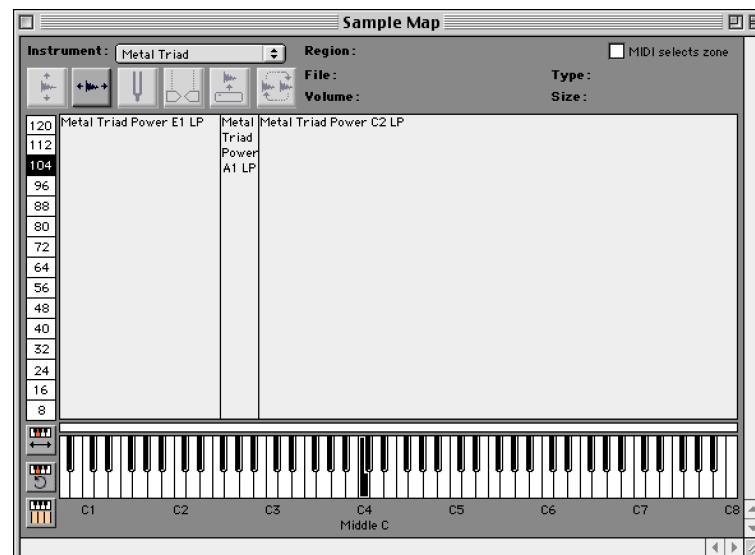 Sample Map
Instrument: Metal Triad
Region:
MIDI selects zone
File:
Type:
Volume:
Size:
120
112
104
96
88
80
72
64
56
48
40
32
24
16
8
Metal Triad Power E1 LP
Metal
Triad
Power
A1 LP
Metal Triad Power C2 LP
C1 C2 C3 C4 C5 C6 C7 C8
Middle C